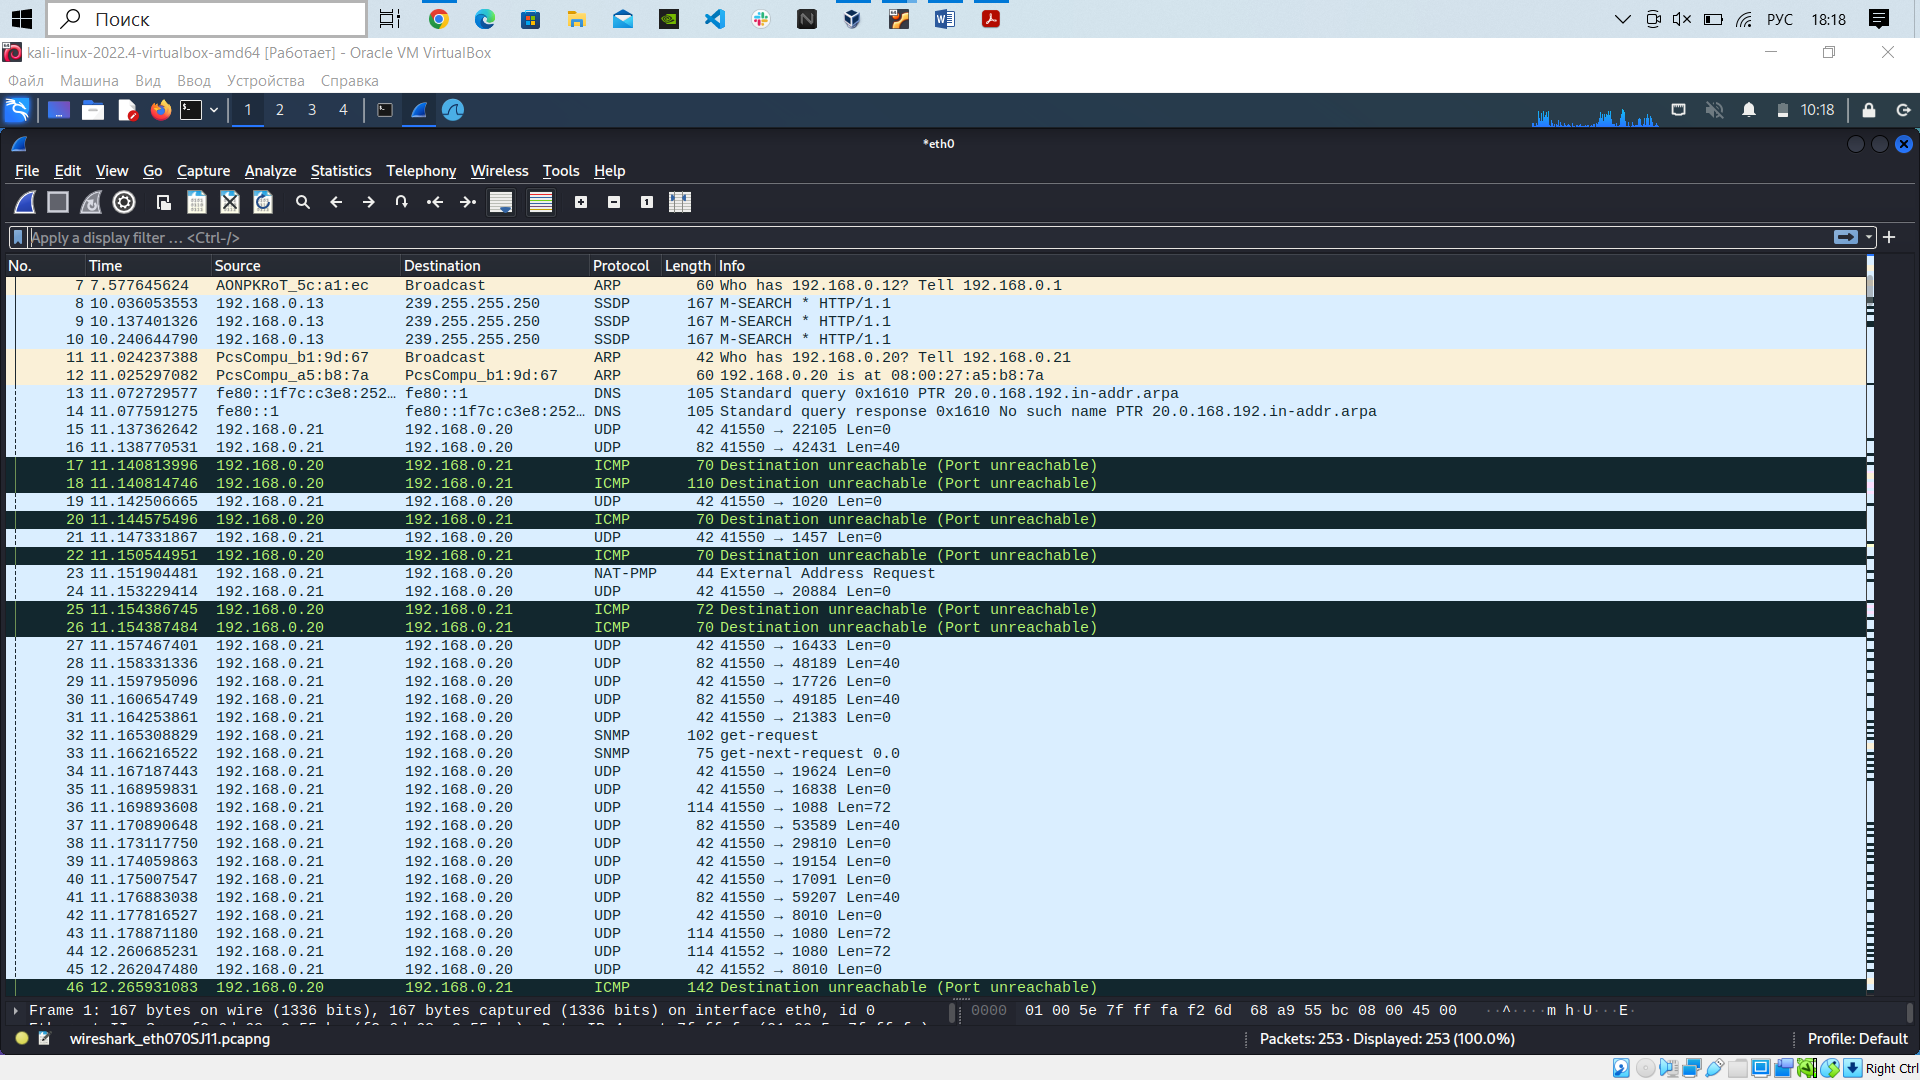 Поиск
РУС 18:18
kali-linux-2022.4-virtualbox-amd64 [Работает] - Oracle VM VirtualBox
Файл Машина Вид Ввод Устройства Справка
1 2 3 4 10:18
*eth0
File Edit View Go Capture Analyze Statistics Telephony Wireless Tools Help
Apply a display filter … <Ctrl-/>
No. Time Source Destination Protocol Length Info
7 7.577645624 AONPKRoT_5c:a1:ec Broadcast ARP 60 Who has 192.168.0.12? Tell 192.168.0.1
8 10.036053553 192.168.0.13 239.255.255.250 SSDP 167 M-SEARCH * HTTP/1.1
9 10.137401326 192.168.0.13 239.255.255.250 SSDP 167 M-SEARCH * HTTP/1.1
10 10.240644790 192.168.0.13 239.255.255.250 SSDP 167 M-SEARCH * HTTP/1.1
11 11.024237388 PcsCompu_b1:9d:67 Broadcast ARP 42 Who has 192.168.0.20? Tell 192.168.0.21
12 11.025297082 PcsCompu_a5:b8:7a PcsCompu_b1:9d:67 ARP 60 192.168.0.20 is at 08:00:27:a5:b8:7a
13 11.072729577 fe80::1f7c:c3e8:252… fe80::1 DNS 105 Standard query 0x1610 PTR 20.0.168.192.in-addr.arpa
14 11.077591275 fe80::1 fe80::1f7c:c3e8:252… DNS 105 Standard query response 0x1610 No such name PTR 20.0.168.192.in-addr.arpa
15 11.137362642 192.168.0.21 192.168.0.20 UDP 42 41550 → 22105 Len=0
16 11.138770531 192.168.0.21 192.168.0.20 UDP 82 41550 → 42431 Len=40
17 11.140813996 192.168.0.20 192.168.0.21 ICMP 70 Destination unreachable (Port unreachable)
18 11.140814746 192.168.0.20 192.168.0.21 ICMP 110 Destination unreachable (Port unreachable)
19 11.142506665 192.168.0.21 192.168.0.20 UDP 42 41550 → 1020 Len=0
20 11.144575496 192.168.0.20 192.168.0.21 ICMP 70 Destination unreachable (Port unreachable)
21 11.147331867 192.168.0.21 192.168.0.20 UDP 42 41550 → 1457 Len=0
22 11.150544951 192.168.0.20 192.168.0.21 ICMP 70 Destination unreachable (Port unreachable)
23 11.151904481 192.168.0.21 192.168.0.20 NAT-PMP 44 External Address Request
24 11.153229414 192.168.0.21 192.168.0.20 UDP 42 41550 → 20884 Len=0
25 11.154386745 192.168.0.20 192.168.0.21 ICMP 72 Destination unreachable (Port unreachable)
26 11.154387484 192.168.0.20 192.168.0.21 ICMP 70 Destination unreachable (Port unreachable)
27 11.157467401 192.168.0.21 192.168.0.20 UDP 42 41550 → 16433 Len=0
28 11.158331336 192.168.0.21 192.168.0.20 UDP 82 41550 → 48189 Len=40
29 11.159795096 192.168.0.21 192.168.0.20 UDP 42 41550 → 17726 Len=0
30 11.160654749 192.168.0.21 192.168.0.20 UDP 82 41550 → 49185 Len=40
31 11.164253861 192.168.0.21 192.168.0.20 UDP 42 41550 → 21383 Len=0
32 11.165308829 192.168.0.21 192.168.0.20 SNMP 102 get-request
33 11.166216522 192.168.0.21 192.168.0.20 SNMP 75 get-next-request 0.0
34 11.167187443 192.168.0.21 192.168.0.20 UDP 42 41550 → 19624 Len=0
35 11.168959831 192.168.0.21 192.168.0.20 UDP 42 41550 → 16838 Len=0
36 11.169893608 192.168.0.21 192.168.0.20 UDP 114 41550 → 1088 Len=72
37 11.170890648 192.168.0.21 192.168.0.20 UDP 82 41550 → 53589 Len=40
38 11.173117750 192.168.0.21 192.168.0.20 UDP 42 41550 → 29810 Len=0
39 11.174059863 192.168.0.21 192.168.0.20 UDP 42 41550 → 19154 Len=0
40 11.175007547 192.168.0.21 192.168.0.20 UDP 42 41550 → 17091 Len=0
41 11.176883038 192.168.0.21 192.168.0.20 UDP 82 41550 → 59207 Len=40
42 11.177816527 192.168.0.21 192.168.0.20 UDP 42 41550 → 8010 Len=0
43 11.178871180 192.168.0.21 192.168.0.20 UDP 114 41550 → 1080 Len=72
44 12.260685231 192.168.0.21 192.168.0.20 UDP 114 41552 → 1080 Len=72
45 12.262047480 192.168.0.21 192.168.0.20 UDP 42 41552 → 8010 Len=0
46 12.265931083 192.168.0.20 192.168.0.21 ICMP 142 Destination unreachable (Port unreachable)
Frame 1: 167 bytes on wire (1336 bits), 167 bytes captured (1336 bits) on interface eth0, id 0
0000 01 00 5e 7f ff fa f2 6d 68 a9 55 bc 08 00 45 00 ··^····m h·U···E·
wireshark_eth070SJ11.pcapng
Packets: 253 · Displayed: 253 (100.0%)
Profile: Default
Right Ctrl